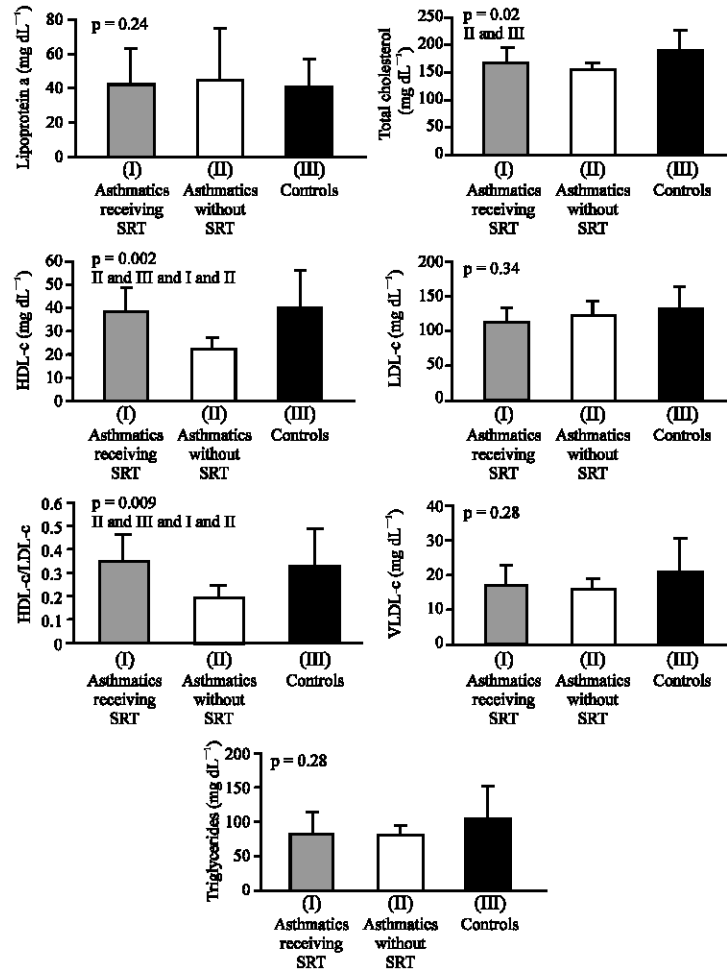 Lipoprotein a (mg dL⁻¹)
80
60
40
20
0
p = 0.24
(I)
Asthmatics
receiving
SRT
(II)
Asthmatics
without
SRT
(III)
Controls
Total cholesterol
(mg dL⁻¹)
250
200
150
100
50
0
p = 0.02
II and III
(I)
Asthmatics
receiving
SRT
(II)
Asthmatics
without
SRT
(III)
Controls
HDL-c (mg dL⁻¹)
60
50
40
30
20
10
0
p = 0.002
II and III and I and II
(I)
Asthmatics
receiving
SRT
(II)
Asthmatics
without
SRT
(III)
Controls
LDL-c (mg dL⁻¹)
200
150
100
50
0
p = 0.34
(I)
Asthmatics
receiving
SRT
(II)
Asthmatics
without
SRT
(III)
Controls
HDL-c/LDL-c
0.6
0.5
0.4
0.3
0.2
0.1
0
p = 0.009
II and III and I and II
(I)
Asthmatics
receiving
SRT
(II)
Asthmatics
without
SRT
(III)
Controls
VLDL-c (mg dL⁻¹)
40
30
20
10
0
p = 0.28
(I)
Asthmatics
receiving
SRT
(II)
Asthmatics
without
SRT
(III)
Controls
Triglycerides (mg dL⁻¹)
200
150
100
50
0
p = 0.28
(I)
Asthmatics
receiving
SRT
(II)
Asthmatics
without
SRT
(III)
Controls